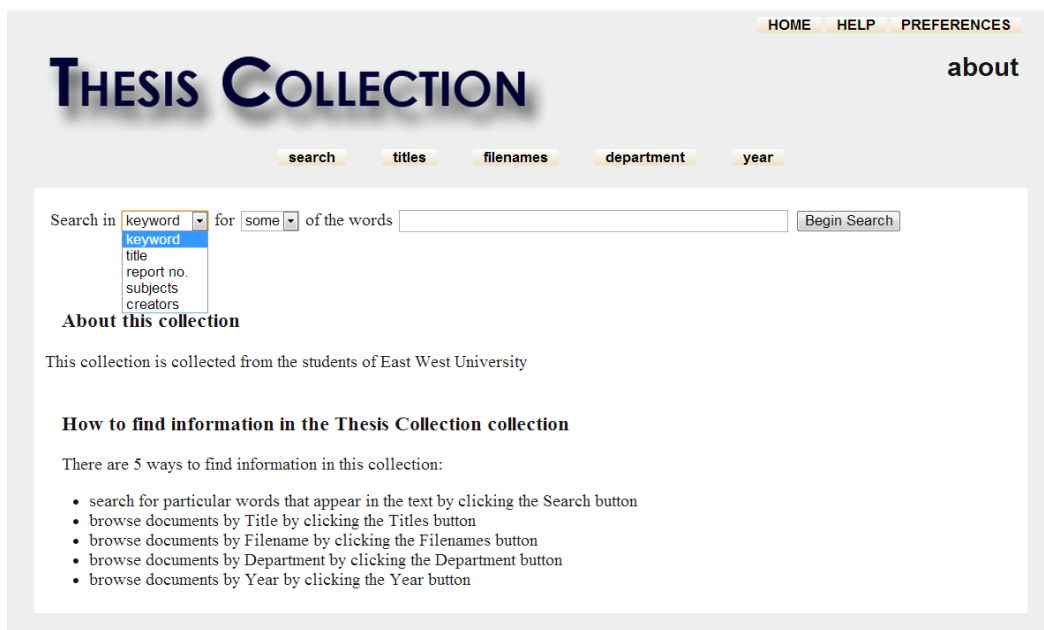 HOME HELP PREFERENCES
THESIS COLLECTION
about
search titles filenames department year
Search in keyword for some of the words Begin Search
keyword
title
report no.
subjects
creators
About this collection
This collection is collected from the students of East West University
How to find information in the Thesis Collection collection
There are 5 ways to find information in this collection:
• search for particular words that appear in the text by clicking the Search button
• browse documents by Title by clicking the Titles button
• browse documents by Filename by clicking the Filenames button
• browse documents by Department by clicking the Department button
• browse documents by Year by clicking the Year button